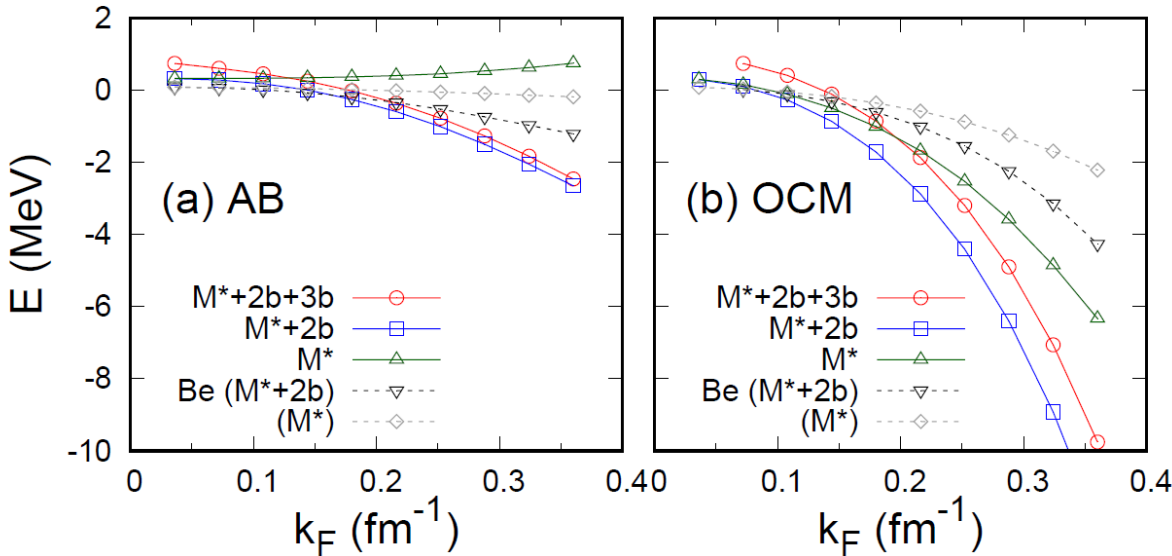 2
0
-2
-4
-6
-8
-10
E (MeV)
(a) AB
M*+2b+3b
M*+2b
M*
Be (M*+2b)
(M*)
0 0.1 0.2 0.3 0.4
k_F (fm⁻¹)
(b) OCM
M*+2b+3b
M*+2b
M*
Be (M*+2b)
(M*)
0 0.1 0.2 0.3 0.4
k_F (fm⁻¹)